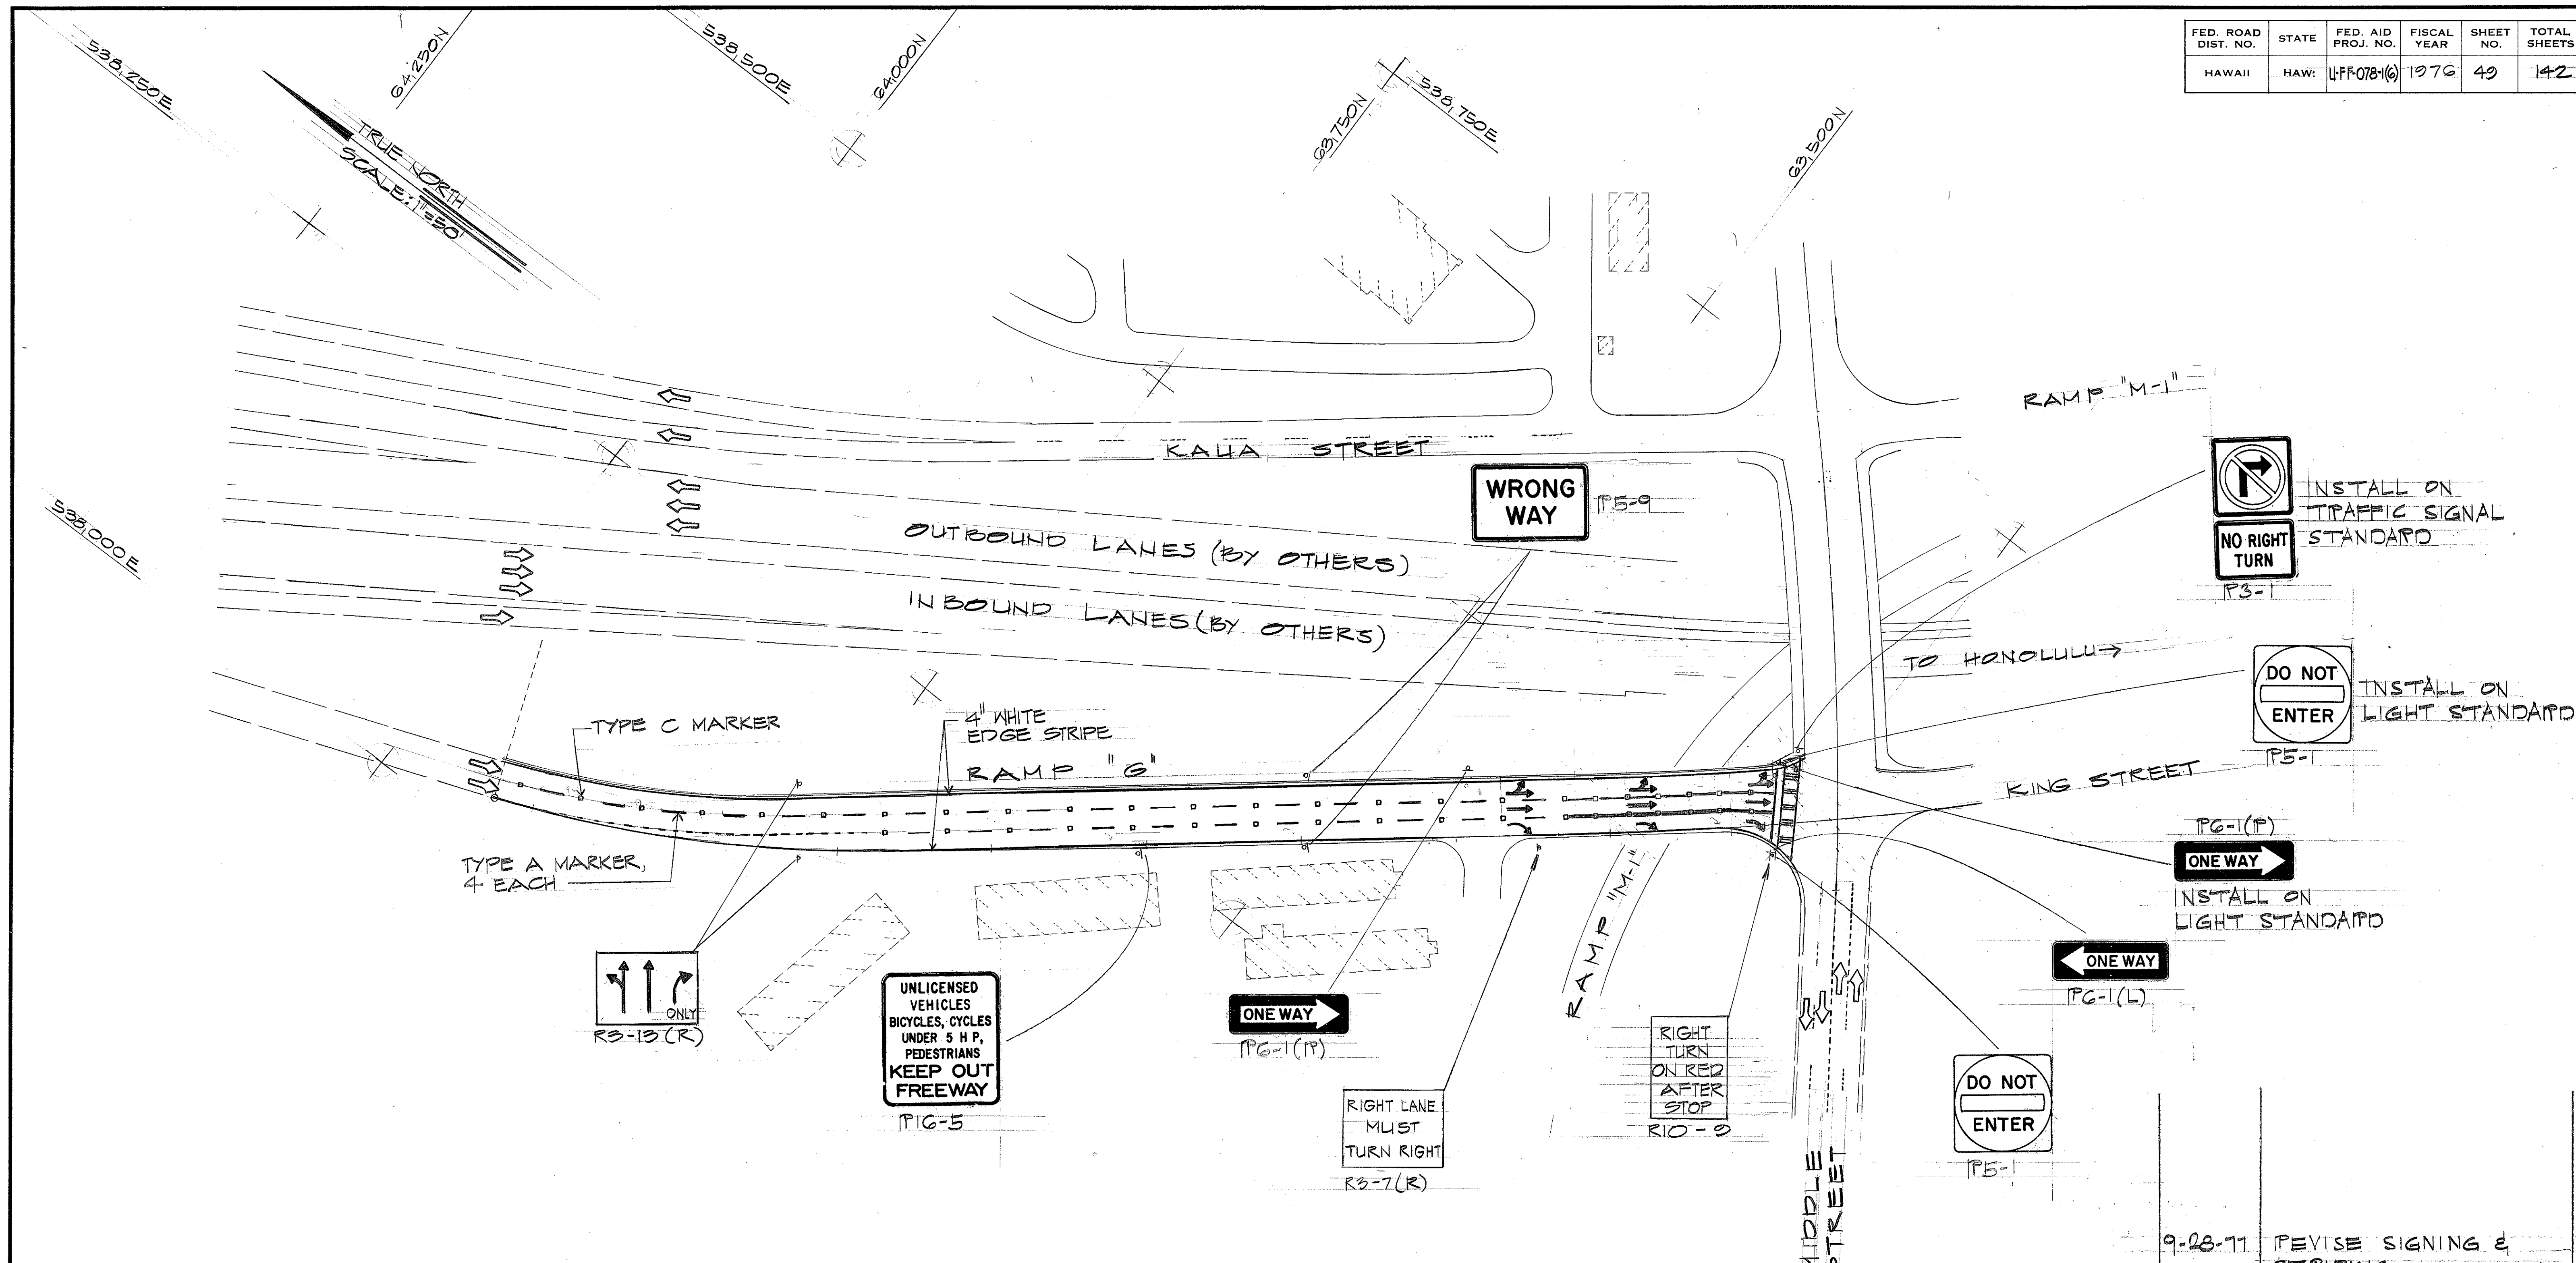 FED. ROAD DIST. NO. STATE FED. AID PROJ. NO. FISCAL YEAR SHEET NO. TOTAL SHEETS
HAWAII HAW. U-FF-078-1(6) 1976 49 142
538,250E
64,250N
538,500E
64,000N
63,750N
538,750E
63,500N
538,000E
TRUE NORTH
SCALE: 1"=50'
KAUA STREET
WRONG
WAY
R5-9
OUTBOUND LANES (BY OTHERS)
INBOUND LANES (BY OTHERS)
RAMP "M-1"
INSTALL ON
TRAFFIC SIGNAL
STANDARD
NO RIGHT
TURN
R3-1
TO HONOLULU→
DO NOT
ENTER
R5-1
INSTALL ON
LIGHT STANDARD
KING STREET
TYPE C MARKER
4" WHITE
EDGE STRIPE
RAMP "G"
TYPE A MARKER,
4 EACH
R6-1(R)
ONE WAY
INSTALL ON
LIGHT STANDARD
ONE WAY
R6-1(L)
ONLY
R3-13(R)
UNLICENSED
VEHICLES
BICYCLES, CYCLES
UNDER 5 H P,
PEDESTRIANS
KEEP OUT
FREEWAY
R16-5
ONE WAY
R6-1(R)
RIGHT LANE
MUST
TURN RIGHT
R3-7(R)
RAMP "M-1"
RIGHT
TURN
ON RED
AFTER
STOP
R10-9
DO NOT
ENTER
R5-1
MIDDLE
STREET
9-28-77 REVISE SIGNING &